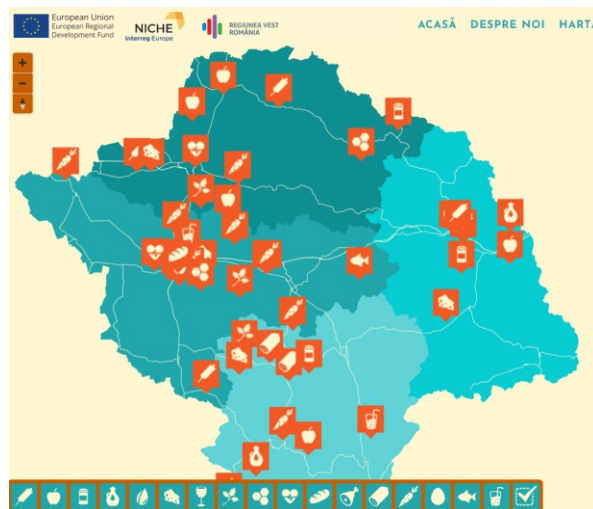 European Union
European Regional
Development Fund
NICHE
Interreg Europe
REGIUNEA VEST
ROMÂNIA
ACASĂ DESPRE NOI HARTA
+
−